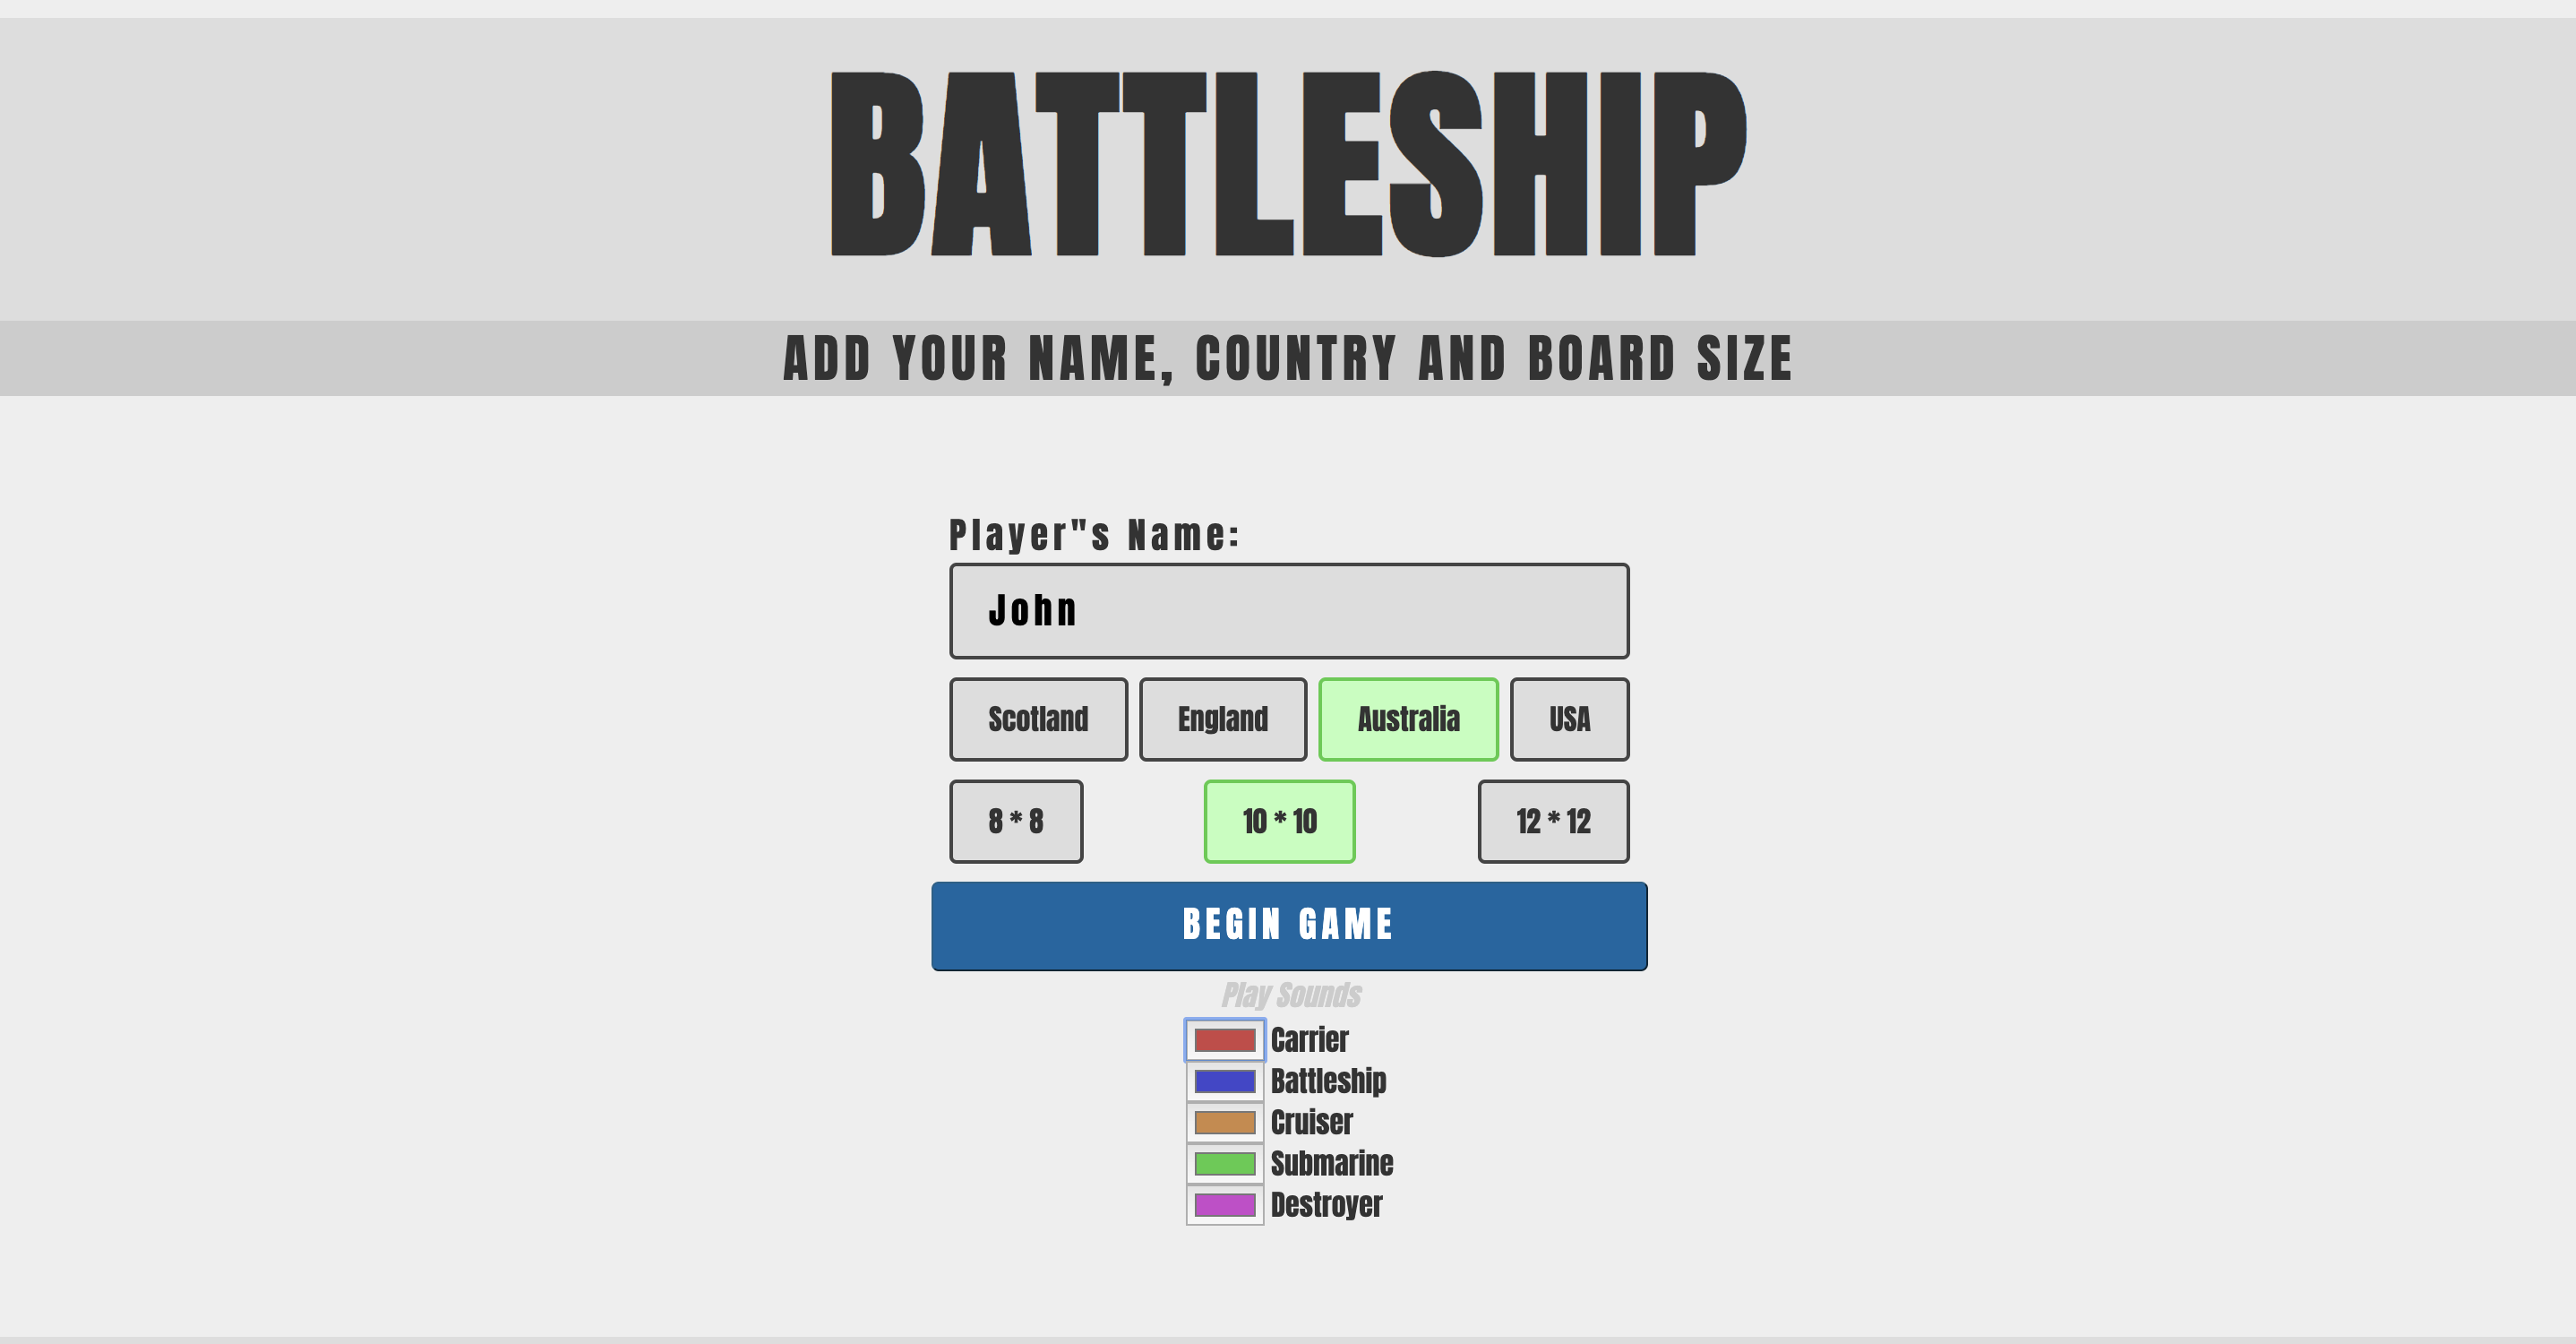 BATTLESHIP
ADD YOUR NAME, COUNTRY AND BOARD SIZE
Player"s Name:
John
Scotland England Australia USA
8 * 8 10 * 10 12 * 12
BEGIN GAME
Play Sounds
Carrier
Battleship
Cruiser
Submarine
Destroyer